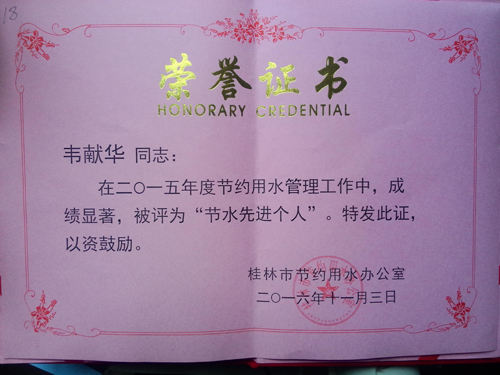 18
荣誉证书
HONORARY CREDENTIAL
韦献华 同志：
在二〇一五年度节约用水管理工作中，成
绩显著，被评为“节水先进个人”。特发此证，
以资鼓励。
桂林市节约用水办公室
二〇一六年十一月三日